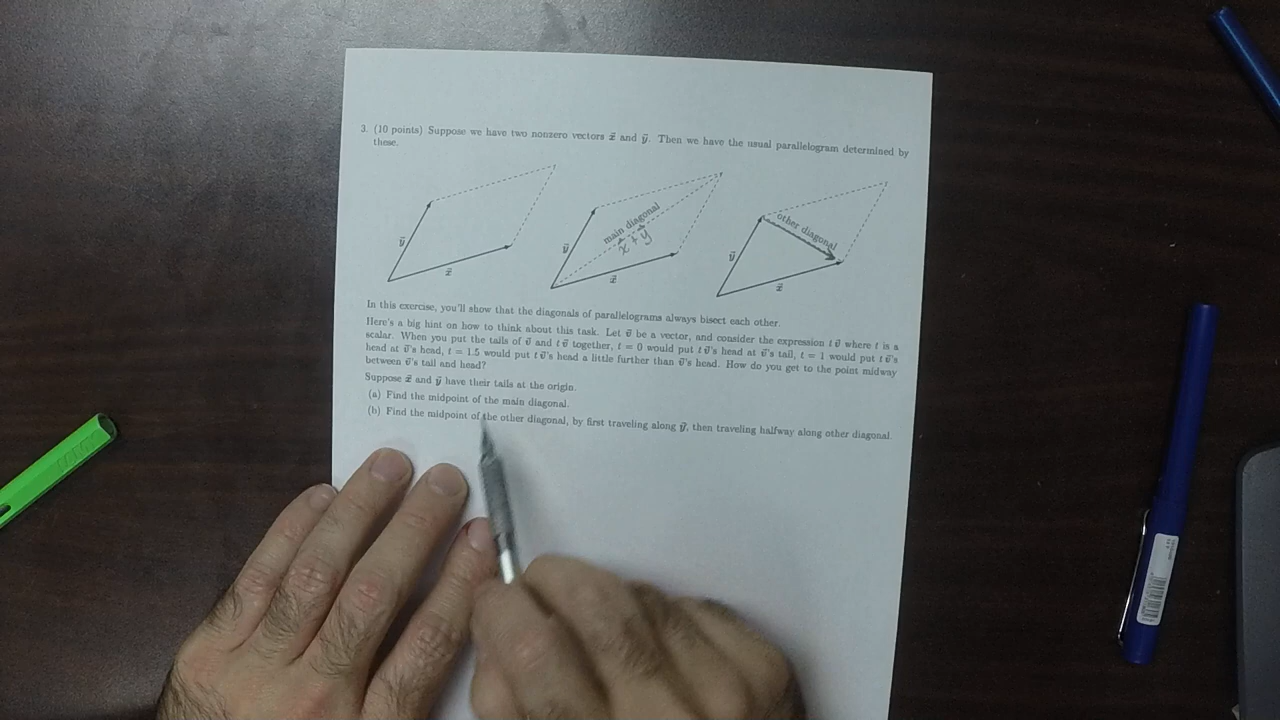 3. (10 points) Suppose we have two nonzero vectors x⃗ and y⃗. Then we have the usual parallelogram determined by
these.
y⃗
x⃗
main diagonal
x⃗ + y⃗
y⃗
x⃗
other diagonal
y⃗
x⃗
In this exercise, you'll show that the diagonals of parallelograms always bisect each other.
Here's a big hint on how to think about this task. Let v⃗ be a vector, and consider the expression t v⃗ where t is a
scalar. When you put the tails of v⃗ and t v⃗ together, t = 0 would put t v⃗'s head at v⃗'s tail, t = 1 would put t v⃗'s
head at v⃗'s head, t = 1.5 would put t v⃗'s head a little further than v⃗'s head. How do you get to the point midway
between v⃗'s tail and head?
Suppose x⃗ and y⃗ have their tails at the origin.
(a) Find the midpoint of the main diagonal.
(b) Find the midpoint of the other diagonal, by first traveling along y⃗, then traveling halfway along other diagonal.